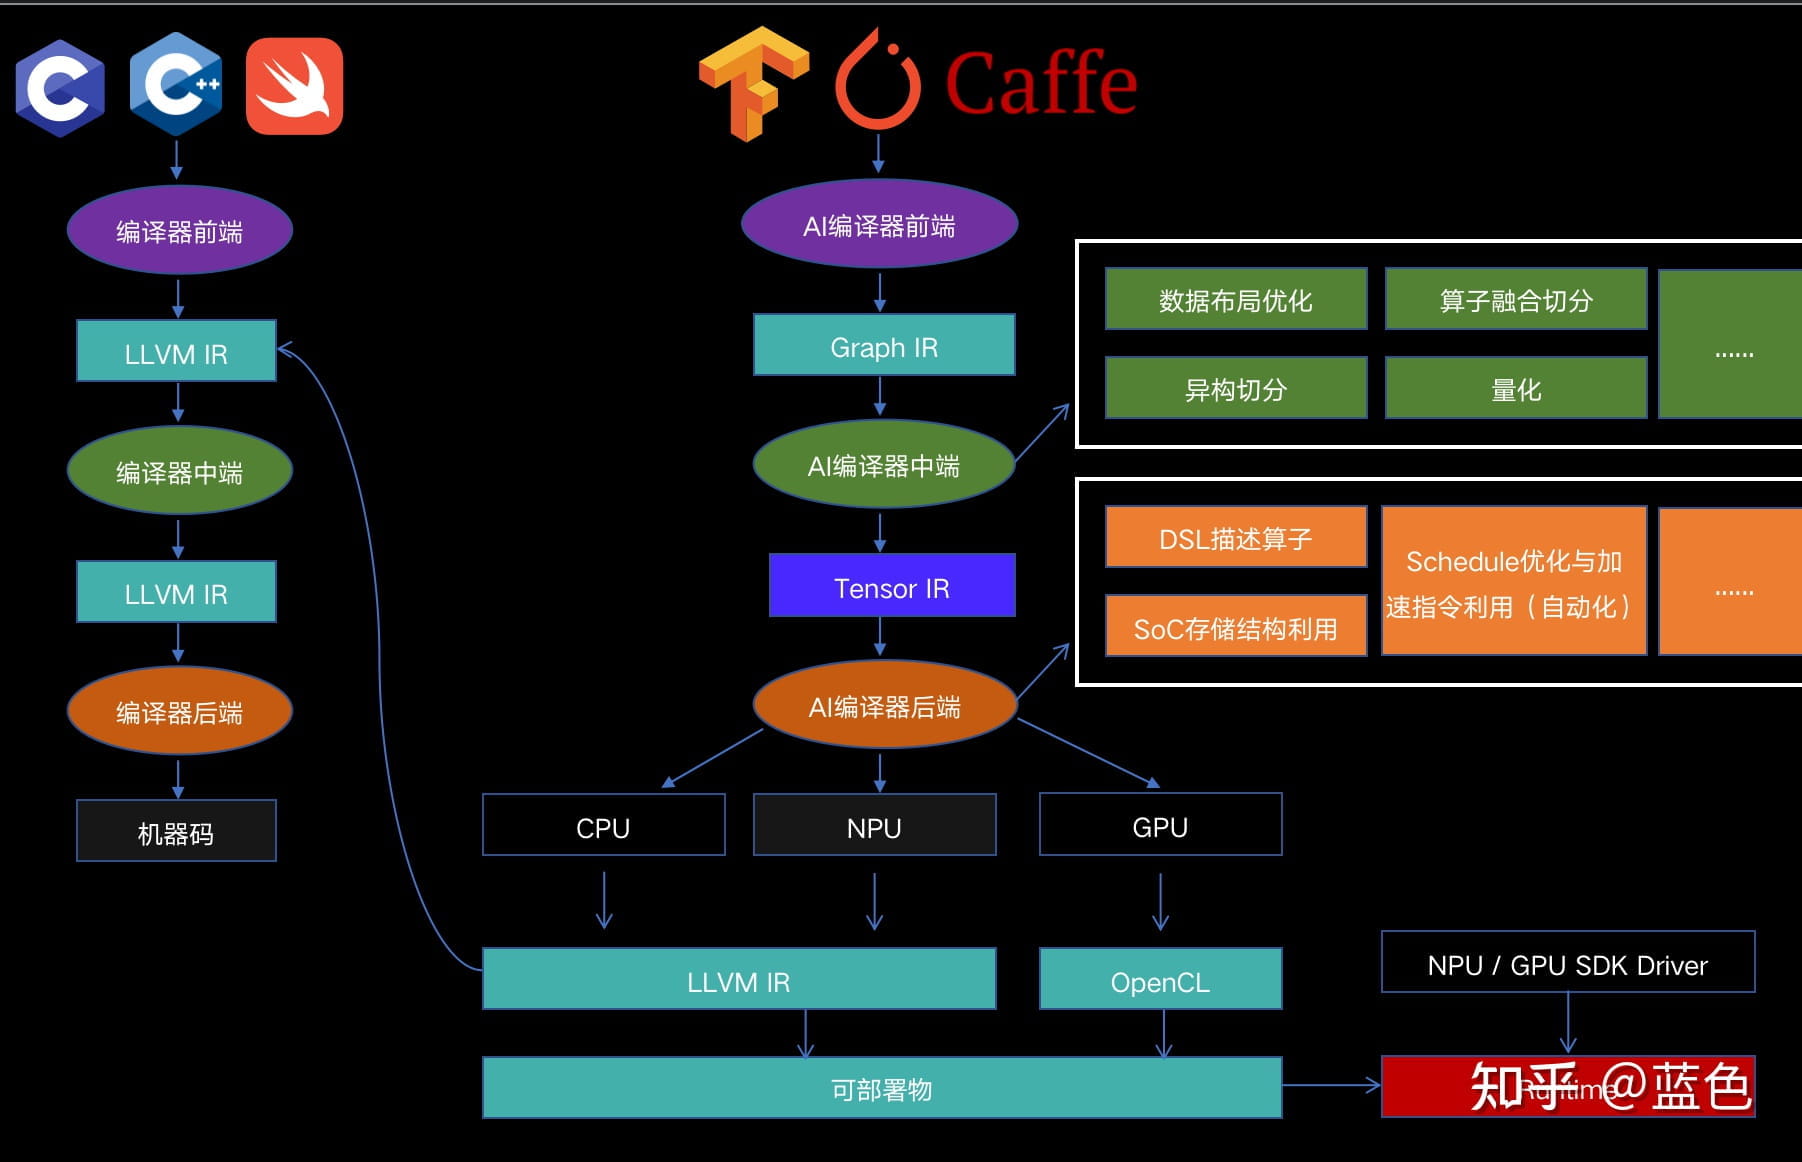 C
C++
Caffe
编译器前端
LLVM IR
编译器中端
LLVM IR
编译器后端
机器码
AI编译器前端
Graph IR
AI编译器中端
Tensor IR
AI编译器后端
数据布局优化
算子融合切分
异构切分
量化
......
DSL描述算子
SoC存储结构利用
Schedule优化与加
速指令利用（自动化）
......
CPU
NPU
GPU
LLVM IR
OpenCL
可部署物
NPU / GPU SDK Driver
Runtime
知乎 @蓝色